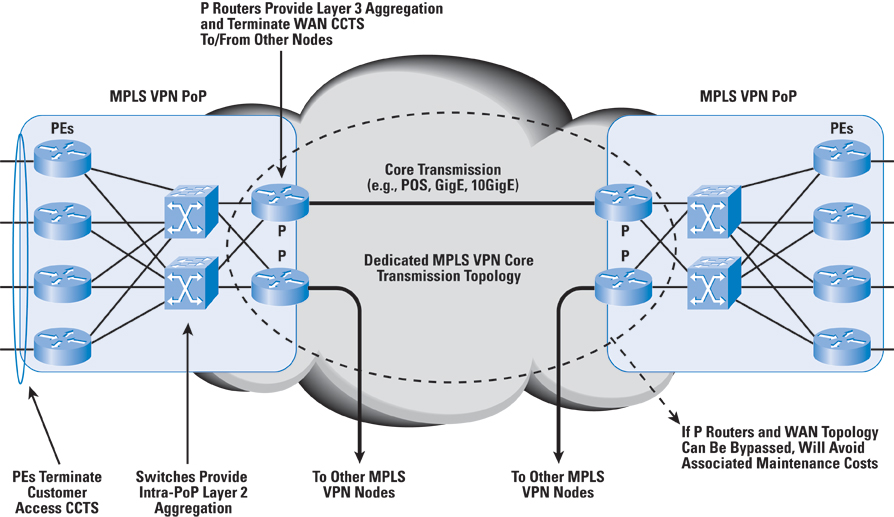 P Routers Provide Layer 3 Aggregation
and Terminate WAN CCTS
To/From Other Nodes
MPLS VPN PoP
MPLS VPN PoP
PEs
PEs
Core Transmission
(e.g., POS, GigE, 10GigE)
P
P
P
P
Dedicated MPLS VPN Core
Transmission Topology
If P Routers and WAN Topology
Can Be Bypassed, Will Avoid
Associated Maintenance Costs
PEs Terminate
Customer
Access CCTS
Switches Provide
Intra-PoP Layer 2
Aggregation
To Other MPLS
VPN Nodes
To Other MPLS
VPN Nodes